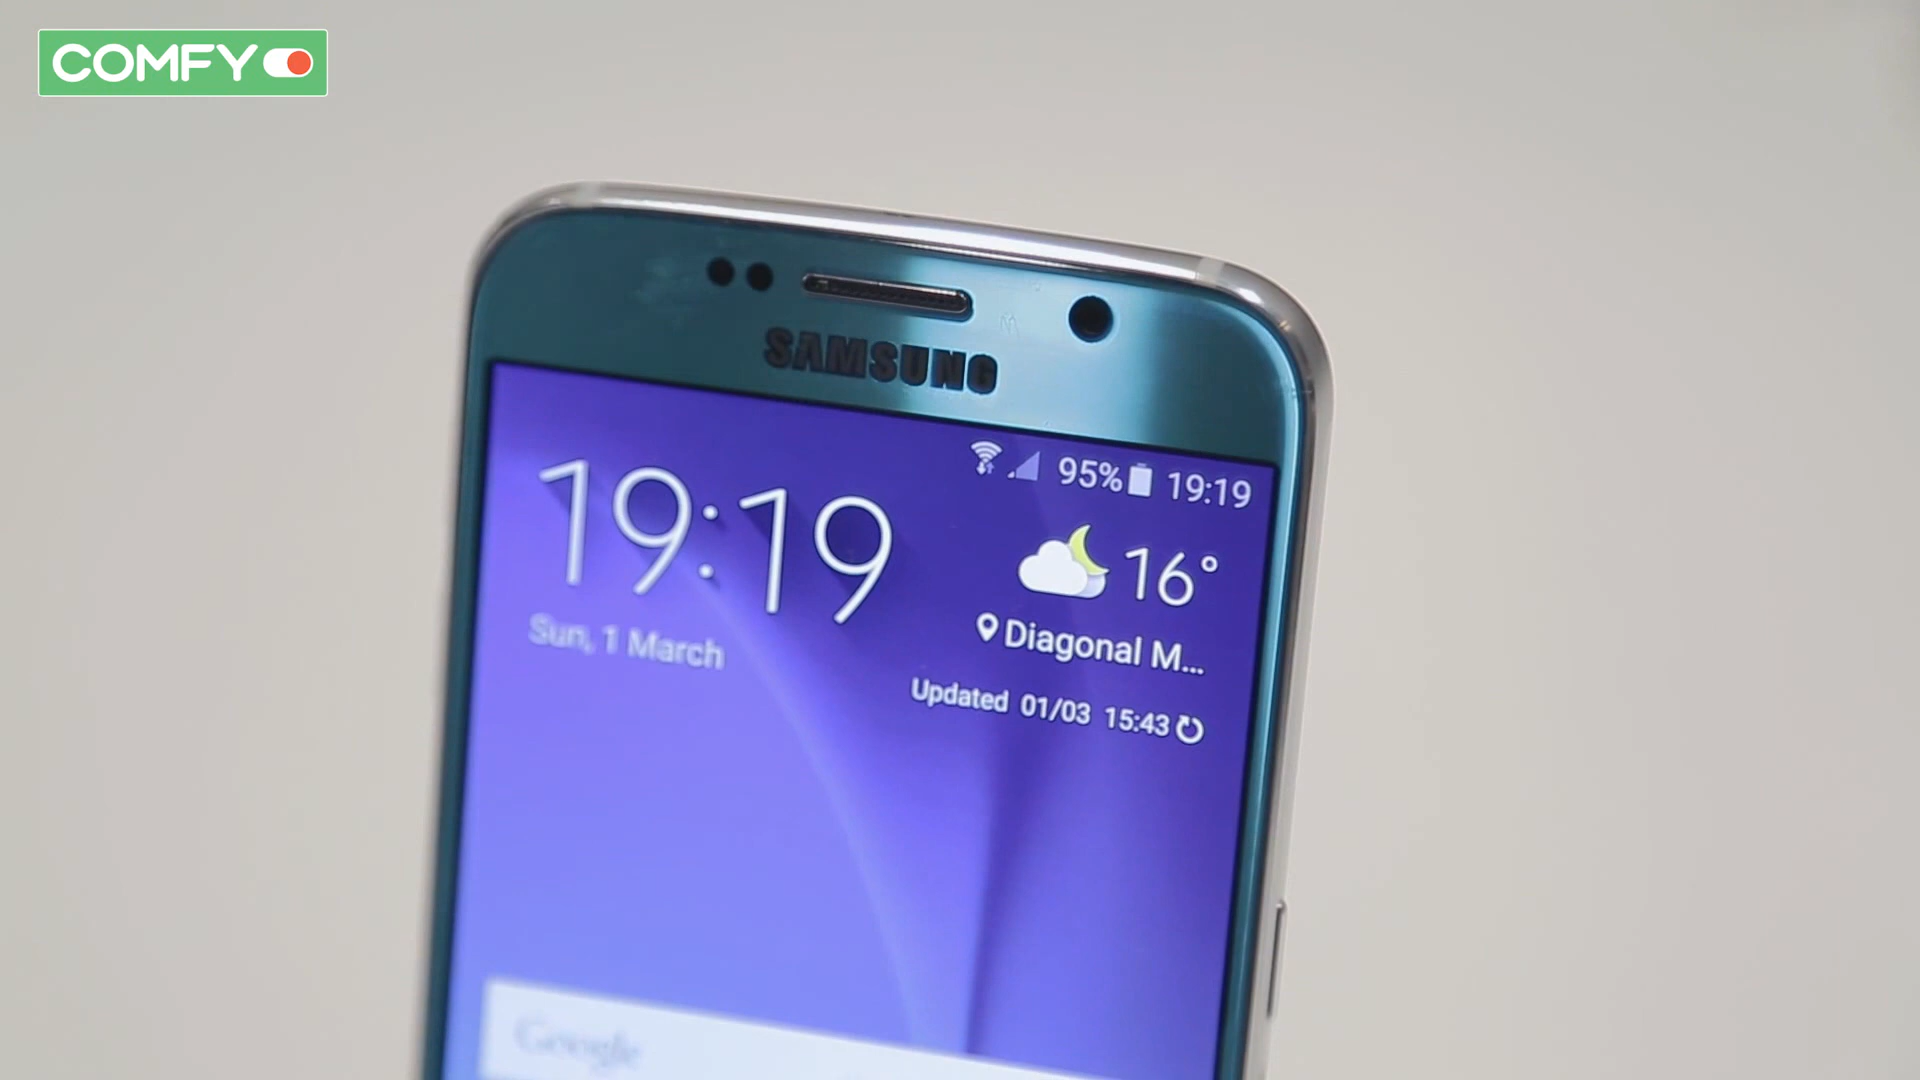 COMFY
SAMSUNG
95% 19:19
19:19
16°
Sun, 1 March
Diagonal M...
Updated 01/03 15:43
Google